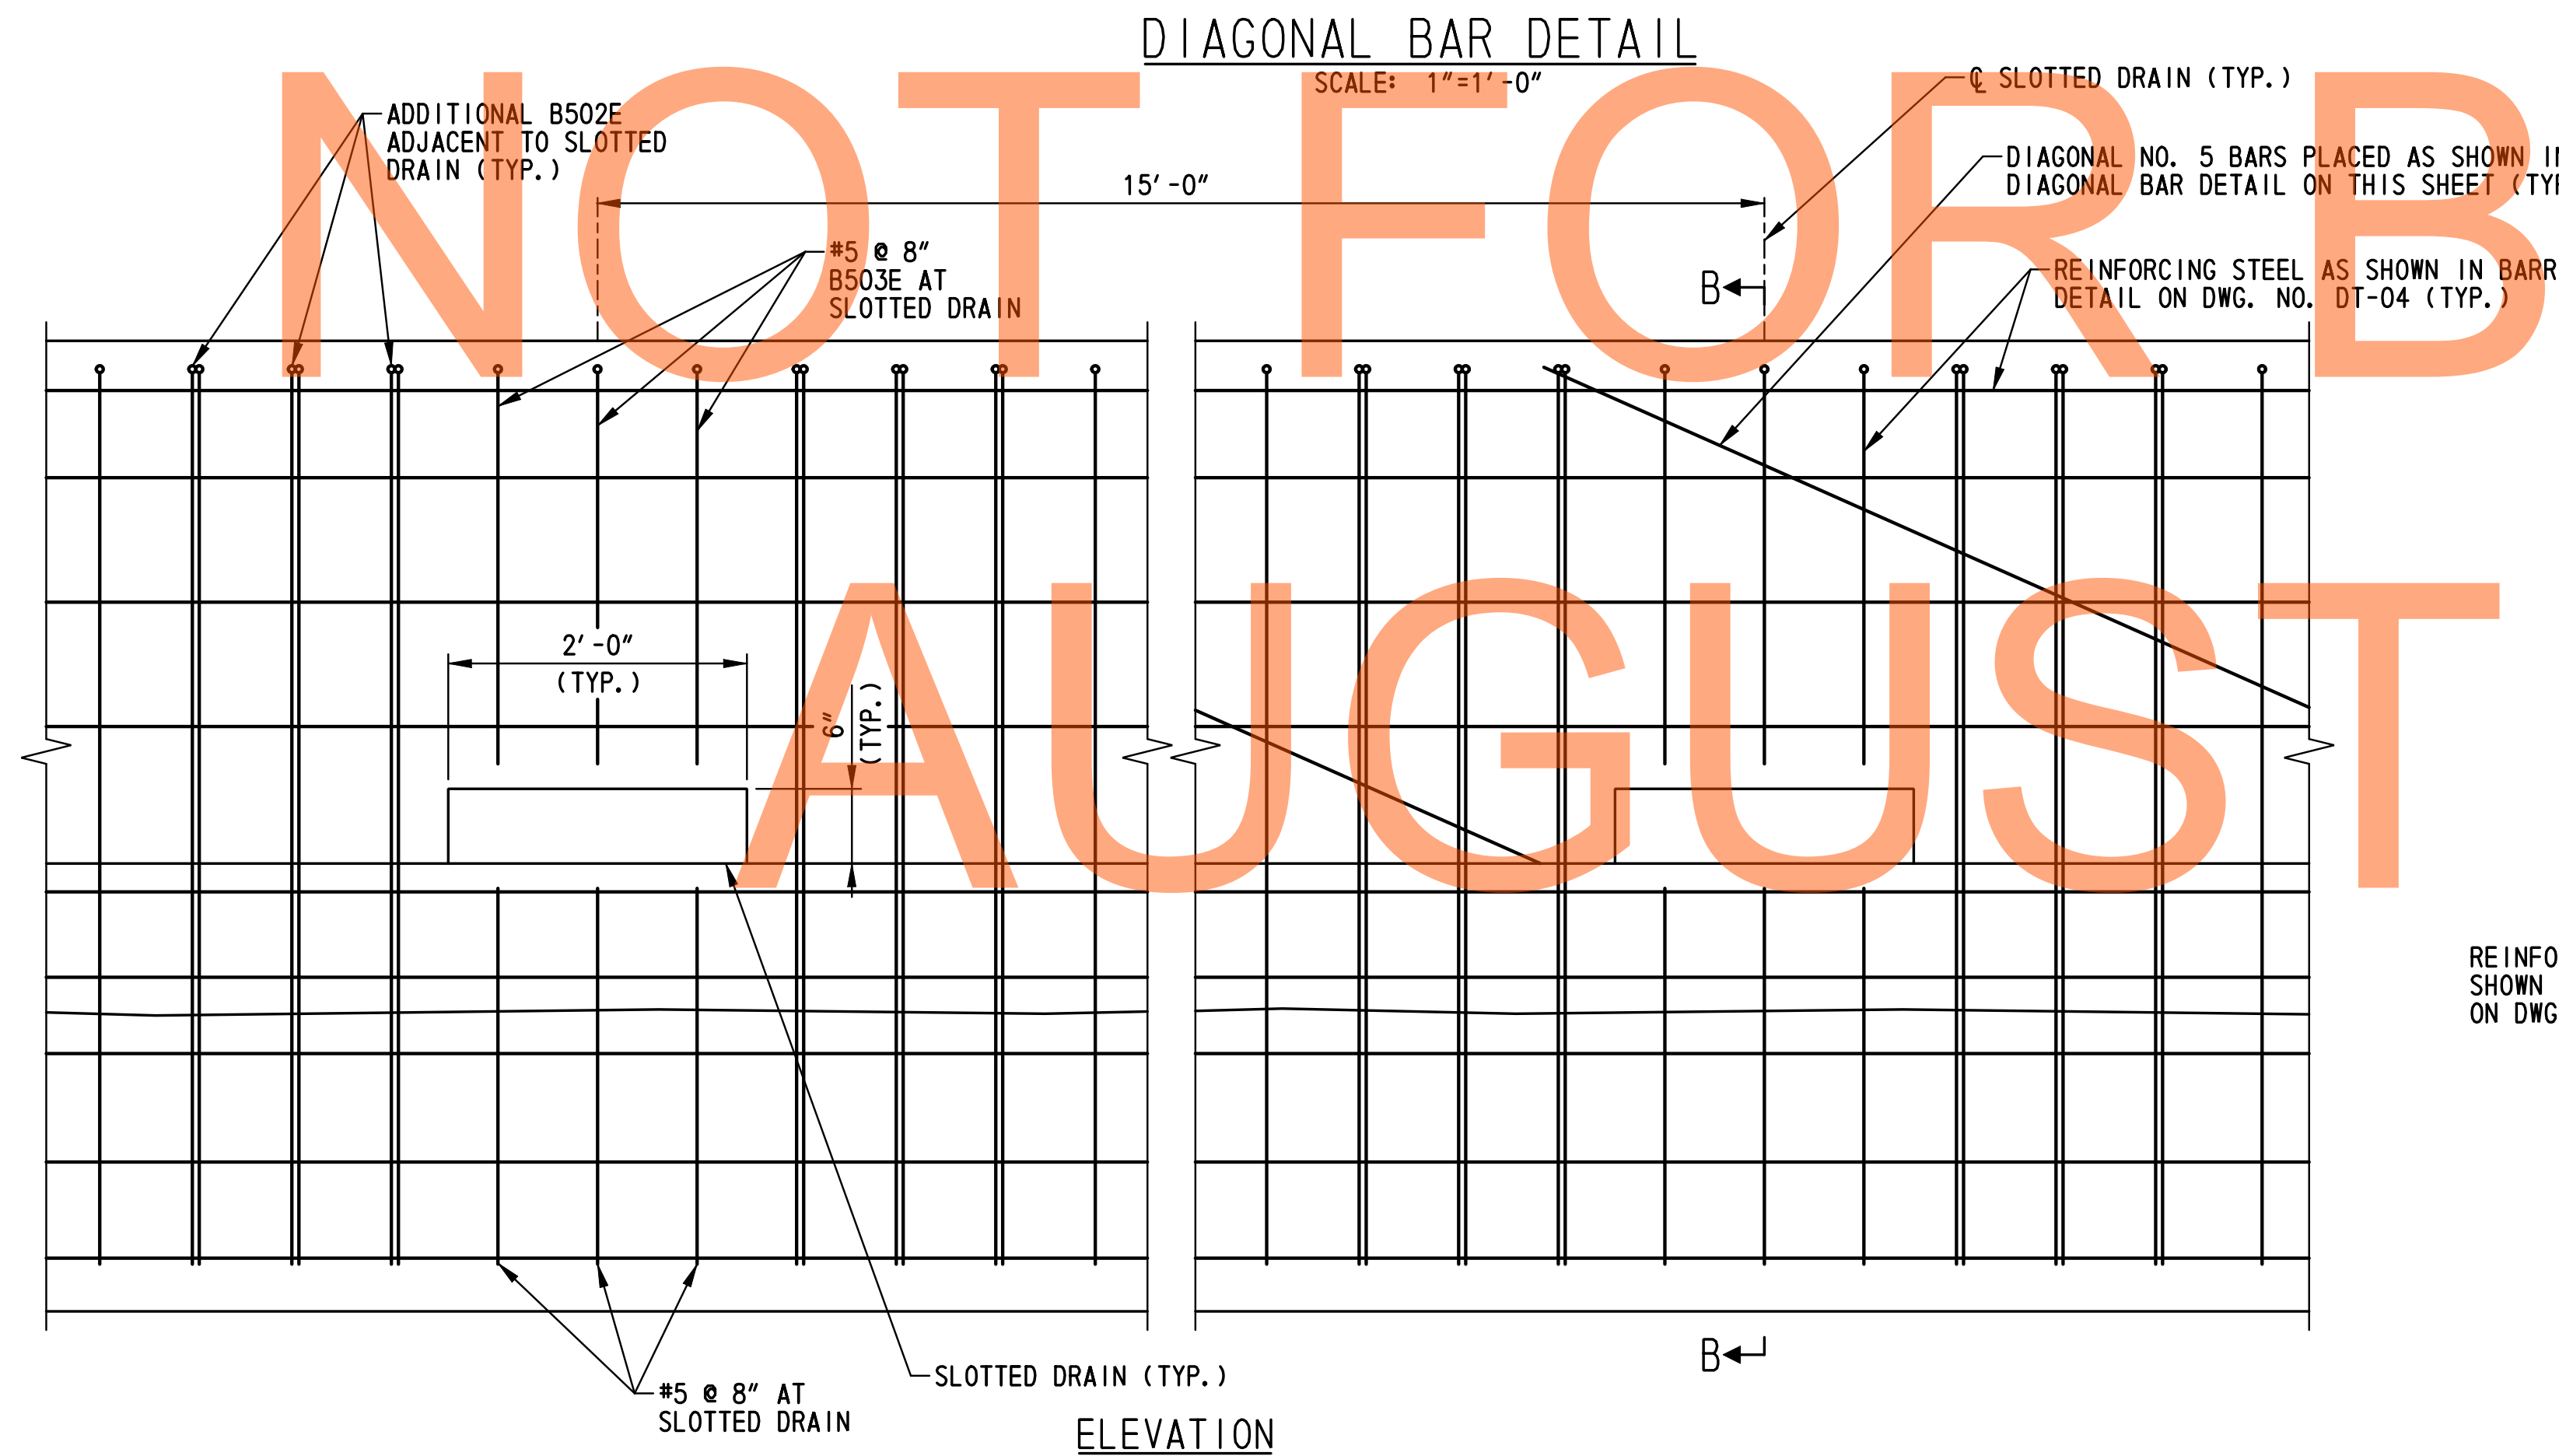 DIAGONAL BAR DETAIL
SCALE: 1"=1'-0"
℄ SLOTTED DRAIN (TYP.)
ADDITIONAL B502E
ADJACENT TO SLOTTED
DRAIN (TYP.)
DIAGONAL NO. 5 BARS PLACED AS SHOWN IN
DIAGONAL BAR DETAIL ON THIS SHEET (TYP
15'-0"
#5 @ 8"
B503E AT
SLOTTED DRAIN
B
REINFORCING STEEL AS SHOWN IN BARR
DETAIL ON DWG. NO. DT-04 (TYP.)
NOT FOR B
2'-0"
(TYP.)
6"
(TYP.)
AUGUST
REINFO
SHOWN
ON DWG
B
SLOTTED DRAIN (TYP.)
#5 @ 8" AT
SLOTTED DRAIN
ELEVATION